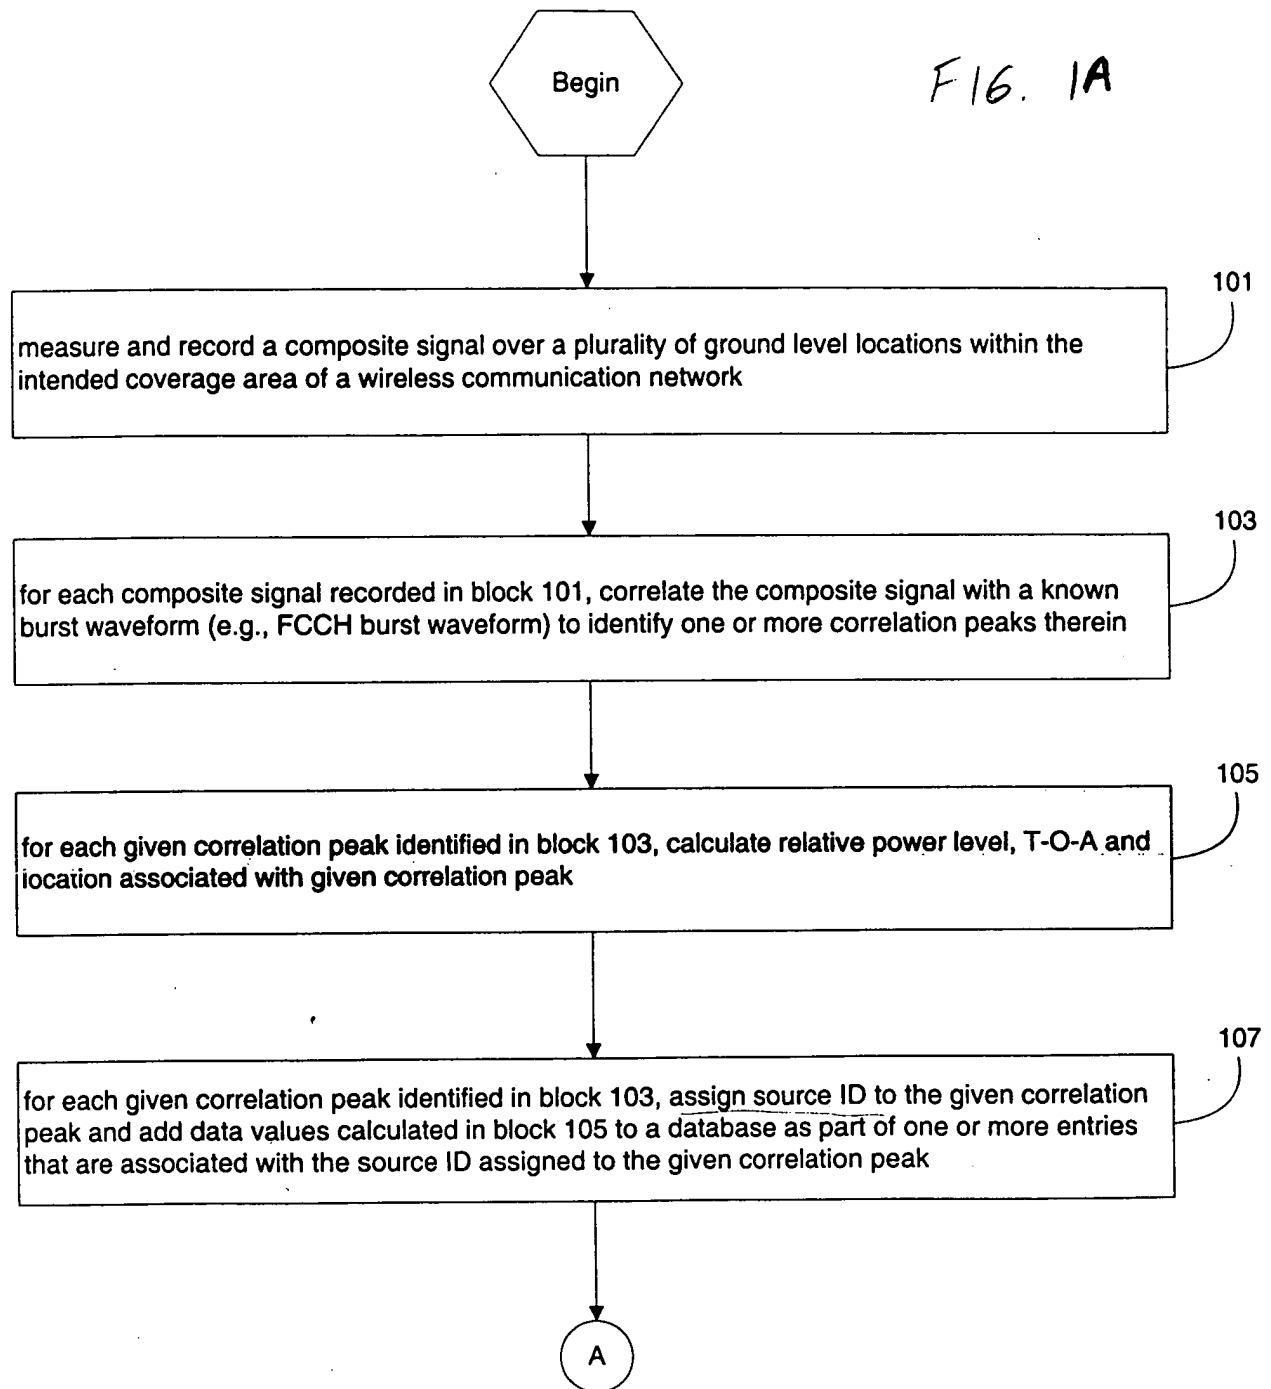 Begin
FIG. 1A
101
measure and record a composite signal over a plurality of ground level locations within the
intended coverage area of a wireless communication network
103
for each composite signal recorded in block 101, correlate the composite signal with a known
burst waveform (e.g., FCCH burst waveform) to identify one or more correlation peaks therein
105
for each given correlation peak identified in block 103, calculate relative power level, T-O-A and
location associated with given correlation peak
107
for each given correlation peak identified in block 103, assign source ID to the given correlation
peak and add data values calculated in block 105 to a database as part of one or more entries
that are associated with the source ID assigned to the given correlation peak
A